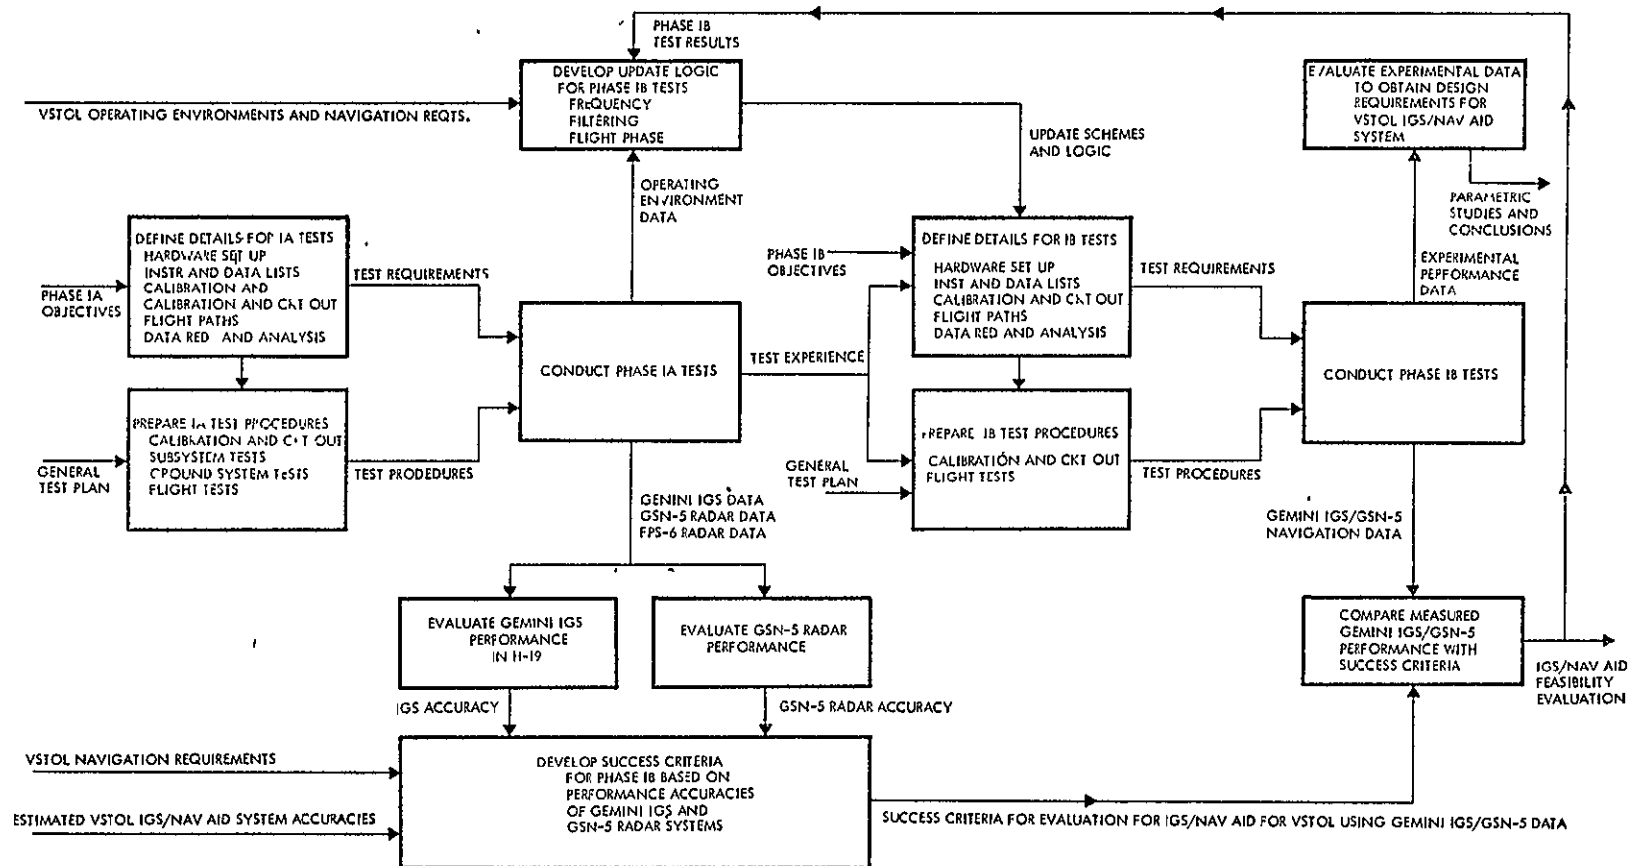 PHASE IB
TEST RESULTS
DEVELOP UPDATE LOGIC
FOR PHASE IB TESTS
FREQUENCY
FILTERING
FLIGHT PHASE
VSTOL OPERATING ENVIRONMENTS AND NAVIGATION REQTS.
E/ALUATE EXPERIMENTAL DATA
TO OBTAIN DESIGN
REQUIREMENTS FOR
VSTOL IGS/NAV AID
SYSTEM
UPDATE SCHEMES
AND LOGIC
OPERATING
ENVIRONMENT
DATA
PARAMETRIC
STUDIES AND
CONCLUSIONS
DEFINE DETAILS FOR IA TESTS
HARDWARE SET UP
INSTR AND DATA LISTS
CALIBRATION AND
CALIBRATION AND CKT OUT
FLIGHT PATHS
DATA RED AND ANALYSIS
PHASE IA
OBJECTIVES
TEST REQUIREMENTS
PHASE IB
OBJECTIVES
DEFINE DETAILS FOR IB TESTS
HARDWARE SET UP
INST AND DATA LISTS
CALIBRATION AND CKT OUT
FLIGHT PATHS
DATA RED AND ANALYSIS
TEST REQUIREMENTS
EXPERIMENTAL
PERFORMANCE
DATA
CONDUCT PHASE IA TESTS
TEST EXPERIENCE
CONDUCT PHASE IB TESTS
PREPARE IA TEST PROCEDURES
CALIBRATION AND CKT OUT
SUBSYSTEM TESTS
GROUND SYSTEM TESTS
FLIGHT TESTS
GENERAL
TEST PLAN
TEST PRODEDURES
PREPARE IB TEST PROCEDURES
CALIBRATION AND CKT OUT
FLIGHT TESTS
GENERAL
TEST PLAN
TEST PROCEDURES
GENINI IGS DATA
GSN-5 RADAR DATA
FPS-6 RADAR DATA
GEMINI IGS/GSN-5
NAVIGATION DATA
EVALUATE GEMINI IGS
PERFORMANCE
IN H-19
EVALUATE GSN-5 RADAR
PERFORMANCE
COMPARE MEASURED
GEMINI IGS/GSN-5
PERFORMANCE WITH
SUCCESS CRITERIA
IGS/NAV AID
FEASIBILITY
EVALUATION
IGS ACCURACY
GSN-5 RADAR ACCURACY
VSTOL NAVIGATION REQUIREMENTS
ESTIMATED VSTOL IGS/NAV AID SYSTEM ACCURACIES
DEVELOP SUCCESS CRITERIA
FOR PHASE IB BASED ON
PERFORMANCE ACCURACIES
OF GEMINI IGS AND
GSN-5 RADAR SYSTEMS
SUCCESS CRITERIA FOR EVALUATION FOR IGS/NAV AID FOR VSTOL USING GEMINI IGS/GSN-5 DATA